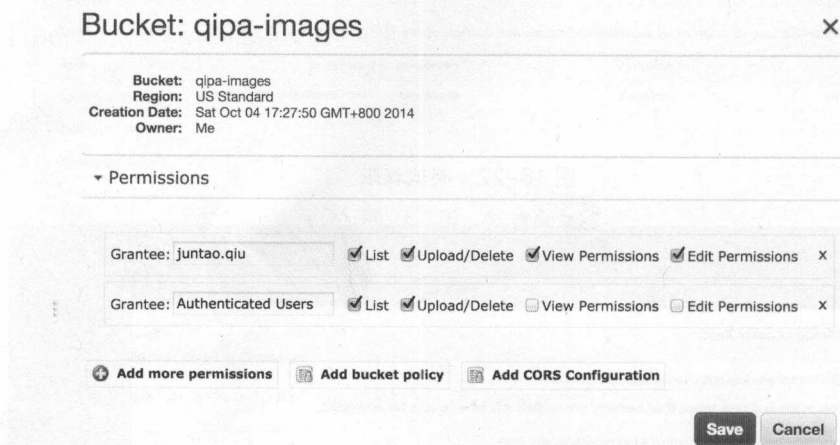 Bucket: qipa-images
Bucket: qipa-images
Region: US Standard
Creation Date: Sat Oct 04 17:27:50 GMT+800 2014
Owner: Me
Permissions
Grantee: juntao.qiu List Upload/Delete View Permissions Edit Permissions x
Grantee: Authenticated Users List Upload/Delete View Permissions Edit Permissions x
Add more permissions Add bucket policy Add CORS Configuration
Save Cancel